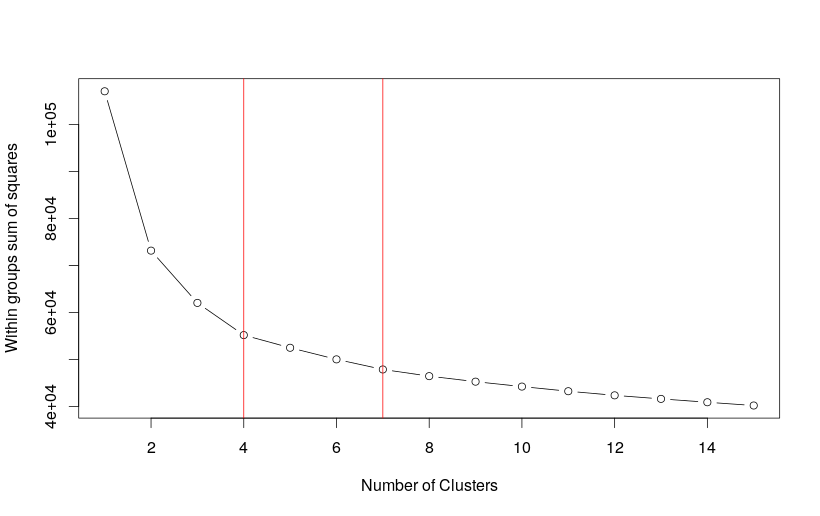 Within groups sum of squares
1e+05
8e+04
6e+04
4e+04
2 4 6 8 10 12 14
Number of Clusters